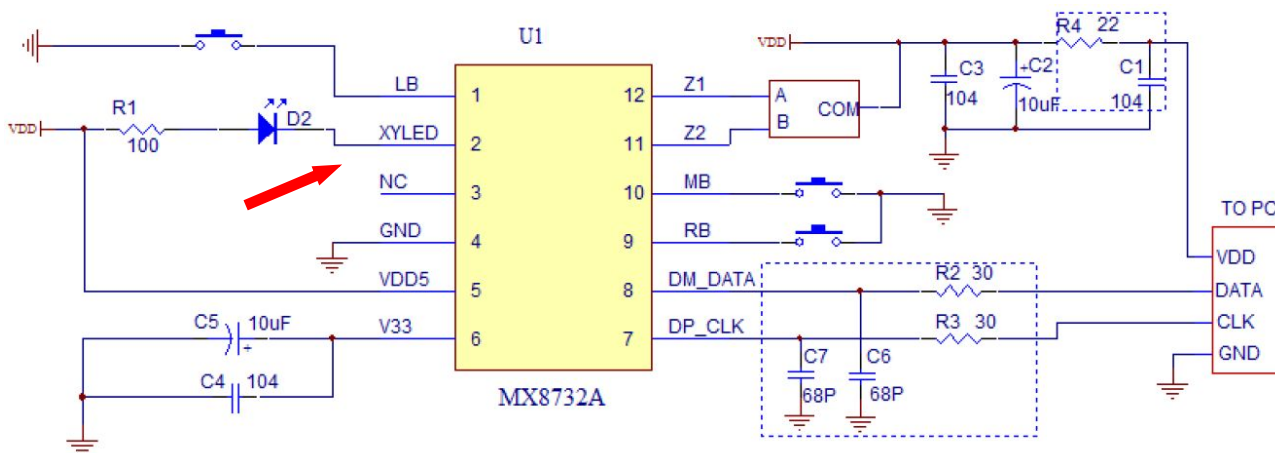 U1
R4 22
VDD
C3
104
+C2
10uF
C1
104
LB
1
12
Z1
A
COM
B
R1
100
VDD
D2
XYLED
2
11
Z2
NC
3
10
MB
GND
4
9
RB
TO PC
VDD
DATA
CLK
GND
VDD5
5
8
DM_DATA
R2 30
C5
10uF
+
V33
6
7
DP_CLK
R3 30
C4
104
C7
68P
C6
68P
MX8732A